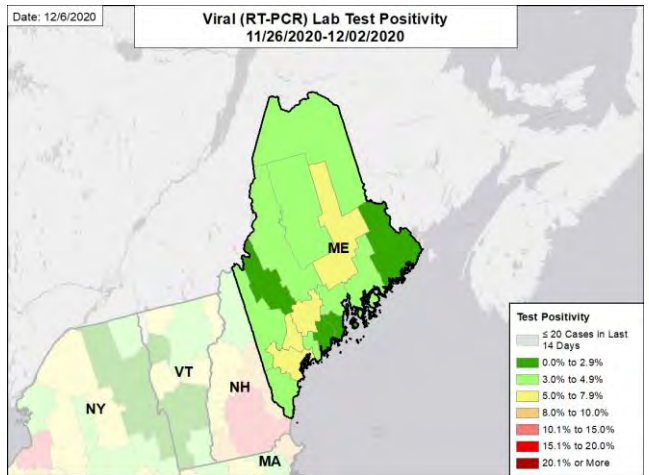 Date: 12/6/2020
Viral (RT-PCR) Lab Test Positivity
11/26/2020-12/02/2020
ME
VT
NH
NY
MA
Test Positivity
≤ 20 Cases in Last
14 Days
0.0% to 2.9%
3.0% to 4.9%
5.0% to 7.9%
8.0% to 10.0%
10.1% to 15.0%
15.1% to 20.0%
20.1% or More